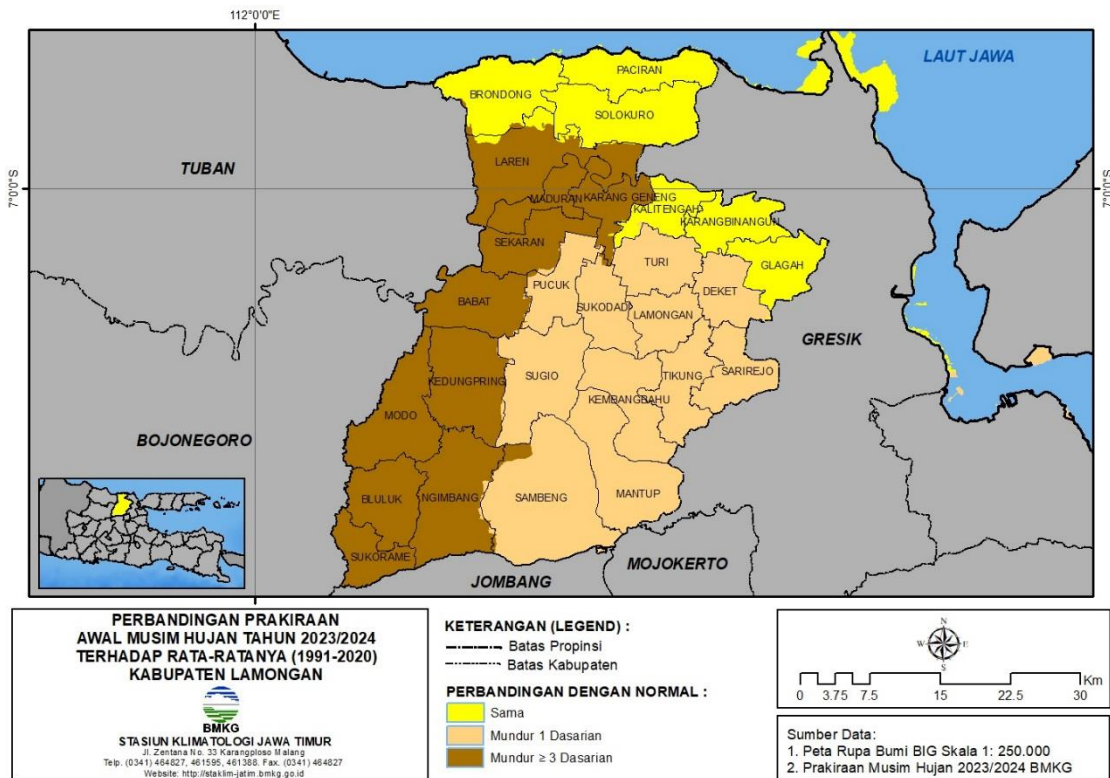 112°0'0"E
LAUT JAWA
PACIRAN
BRONDONG
SOLOKURO
TUBAN
LAREN
7°0'0"S
7°0'0"S
MADURAN
KARANG GENENG
KALITENGAH
KARANGBINANGUN
SEKARAN
TURI
GLAGAH
PUCUK
DEKET
BABAT
SUKODADI
LAMONGAN
GRESIK
SUGIO
TIKUNG
SARIREJO
KEDUNGPRING
KEMBANGBAHU
MODO
BOJONEGORO
BLULUK
NGIMBANG
SAMBENG
MANTUP
SUKORAME
JOMBANG
MOJOKERTO
PERBANDINGAN PRAKIRAAN
AWAL MUSIM HUJAN TAHUN 2023/2024
TERHADAP RATA-RATANYA (1991-2020)
KABUPATEN LAMONGAN
BMKG
STASIUN KLIMATOLOGI JAWA TIMUR
Jl. Zentana No. 33 Karangploso Malang
Telp. (0341) 464827, 461595, 461388. Fax. (0341) 464827
Website: http://staklim-jatim.bmkg.go.id
KETERANGAN (LEGEND) :
Batas Propinsi
Batas Kabupaten
PERBANDINGAN DENGAN NORMAL :
Sama
Mundur 1 Dasarian
Mundur ≥ 3 Dasarian
N
W E
S
Km
0 3.75 7.5 15 22.5 30
Sumber Data:
1. Peta Rupa Bumi BIG Skala 1: 250.000
2. Prakiraan Musim Hujan 2023/2024 BMKG